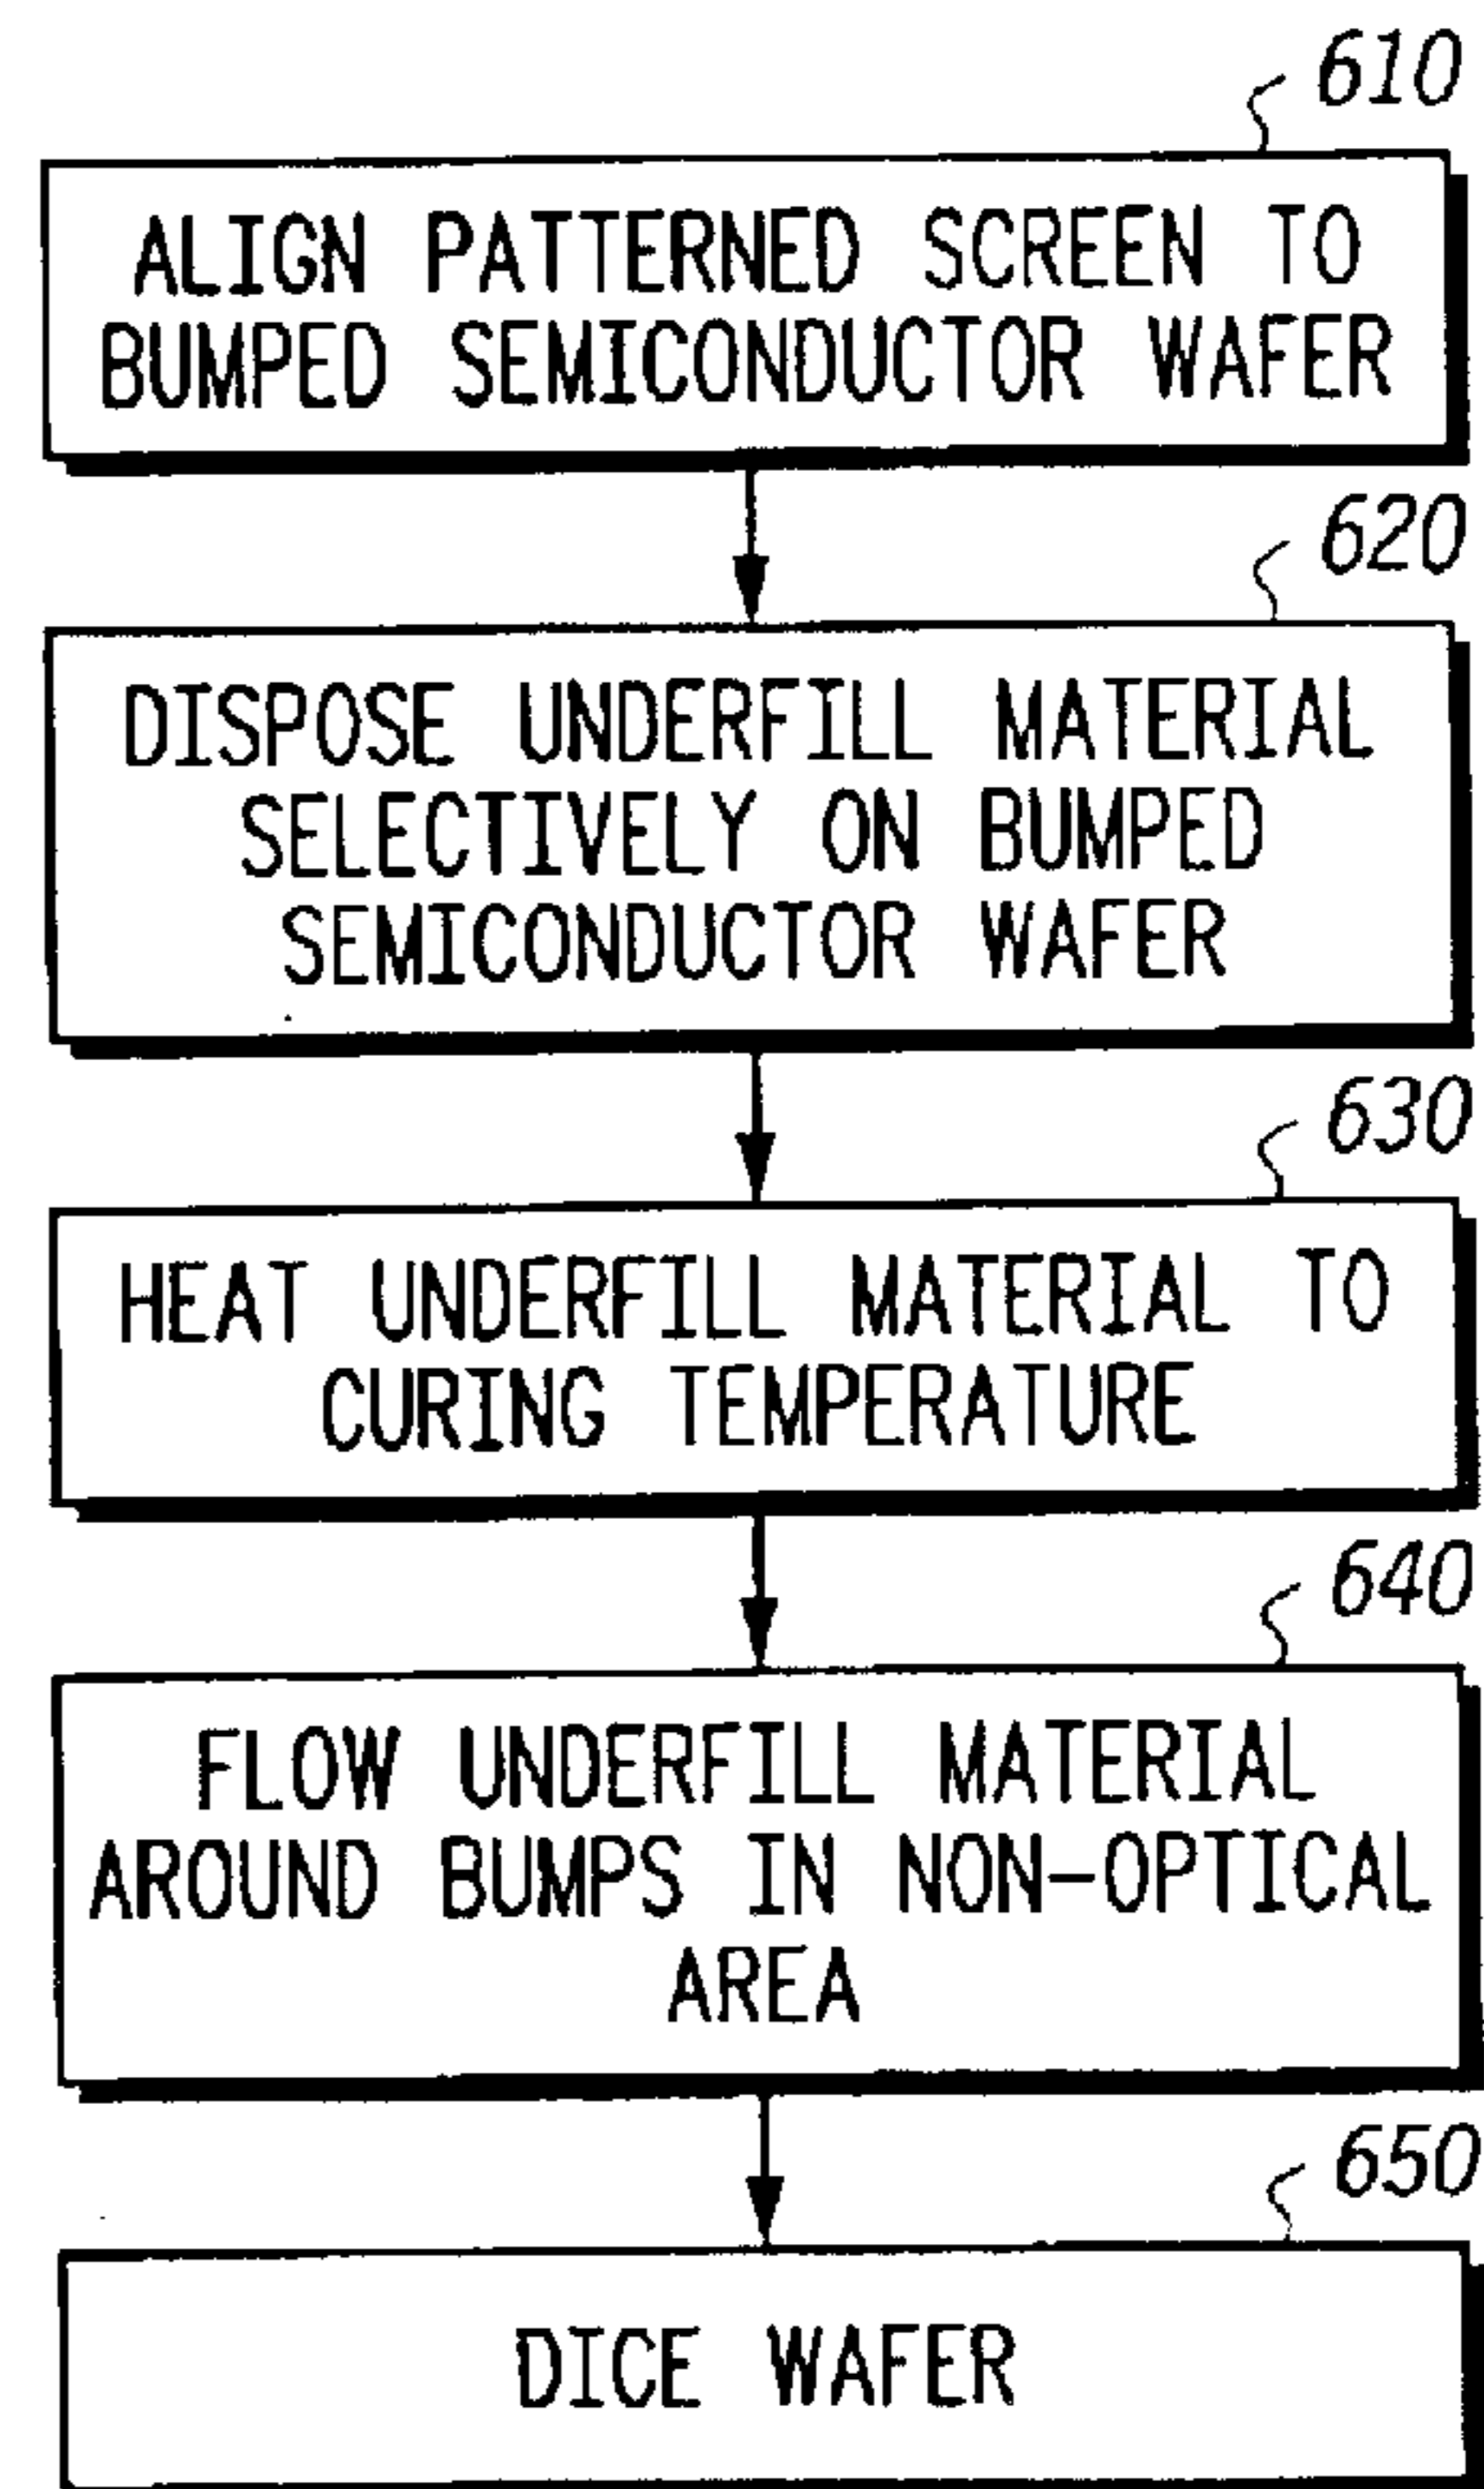 610
ALIGN PATTERNED SCREEN TO
BUMPED SEMICONDUCTOR WAFER
620
DISPOSE UNDERFILL MATERIAL
SELECTIVELY ON BUMPED
SEMICONDUCTOR WAFER
630
HEAT UNDERFILL MATERIAL TO
CURING TEMPERATURE
640
FLOW UNDERFILL MATERIAL
AROUND BUMPS IN NON-OPTICAL
AREA
650
DICE WAFER